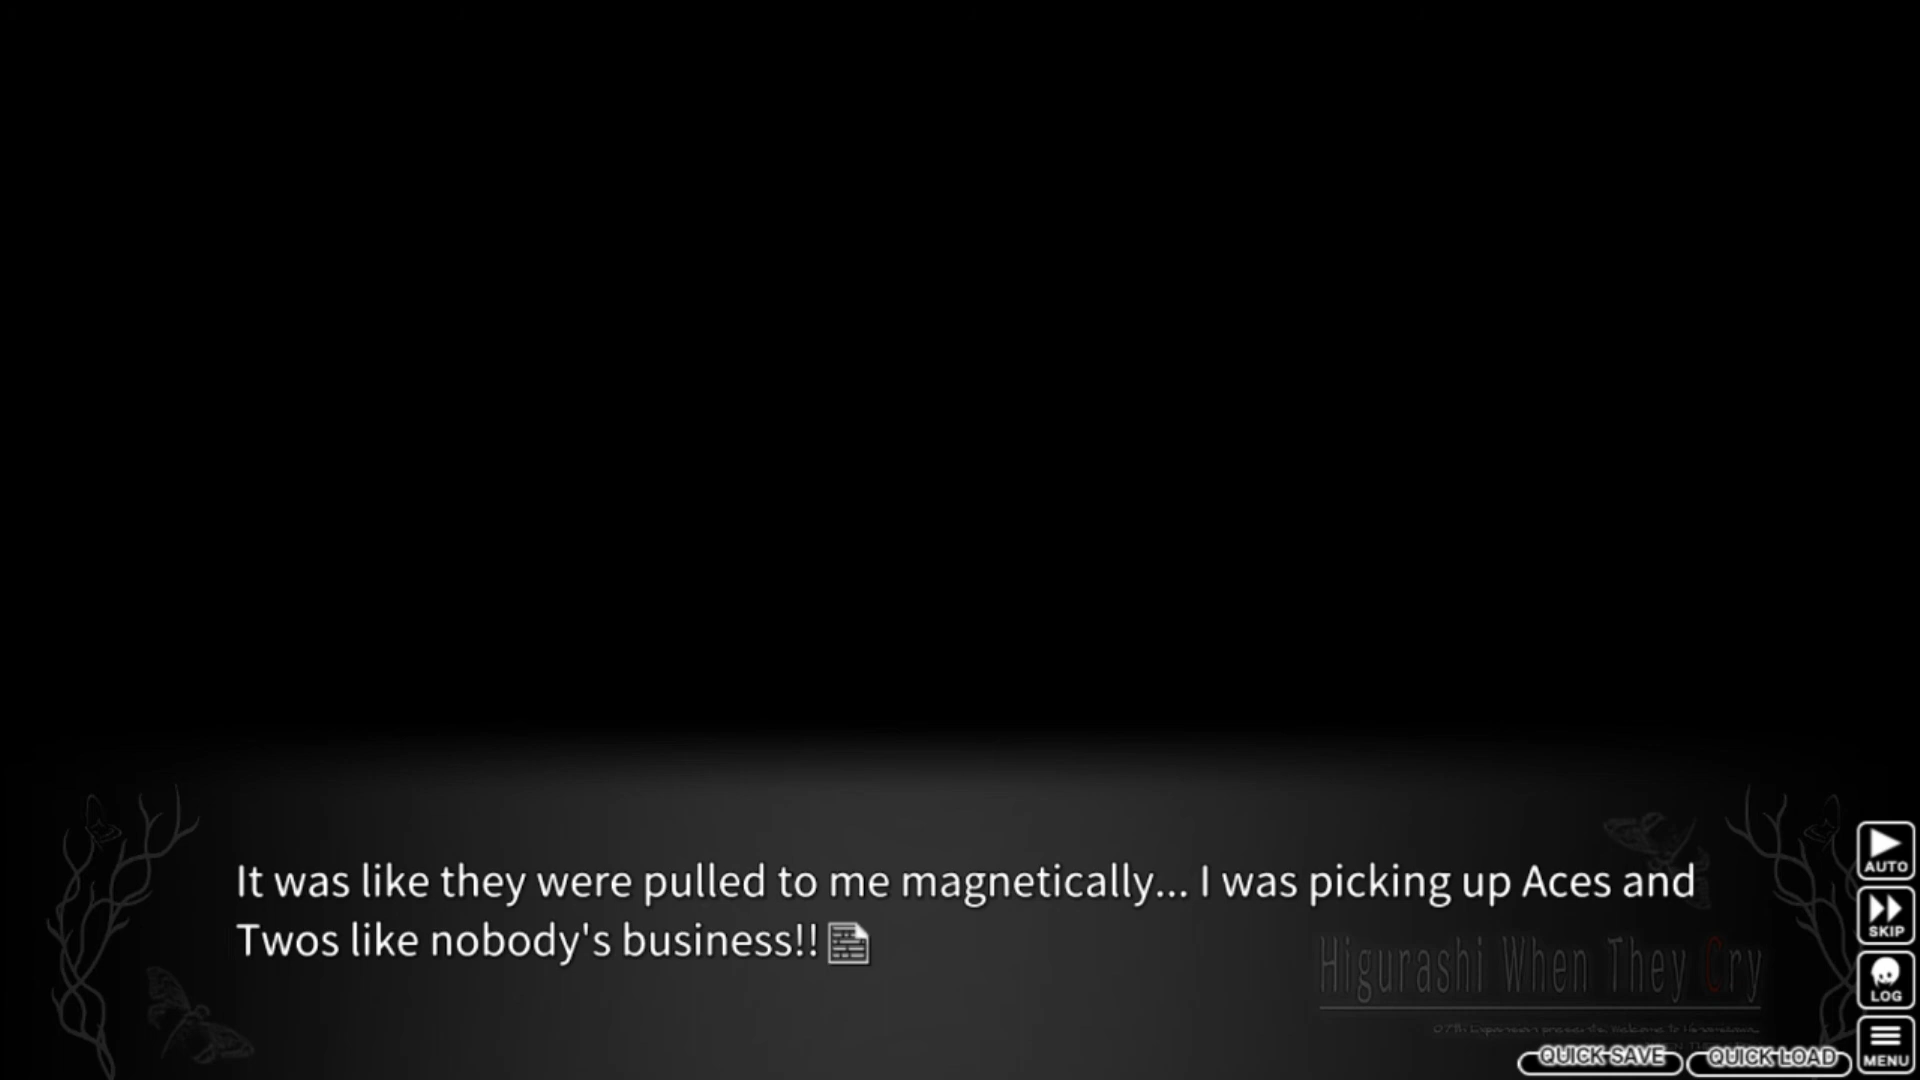 It was like they were pulled to me magnetically... I was picking up Aces and
Twos like nobody's business!!
Higurashi When They Cry
AUTO
SKIP
LOG
MENU
QUICK SAVE
QUICK LOAD